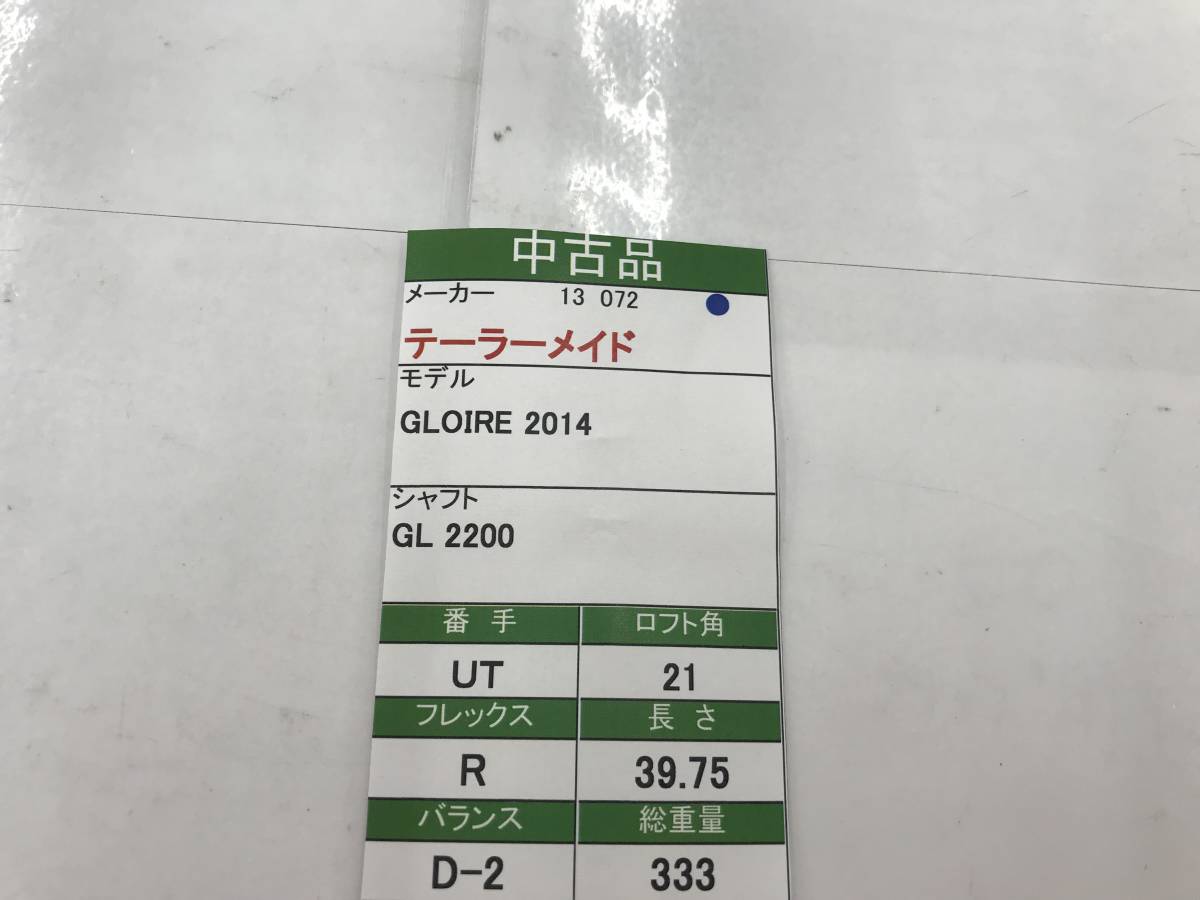 中古品
メーカー 13 072
テーラーメイド
モデル
GLOIRE 2014
シャフト
GL 2200
番手 ロフト角
UT 21
フレックス 長さ
R 39.75
バランス 総重量
D-2 333